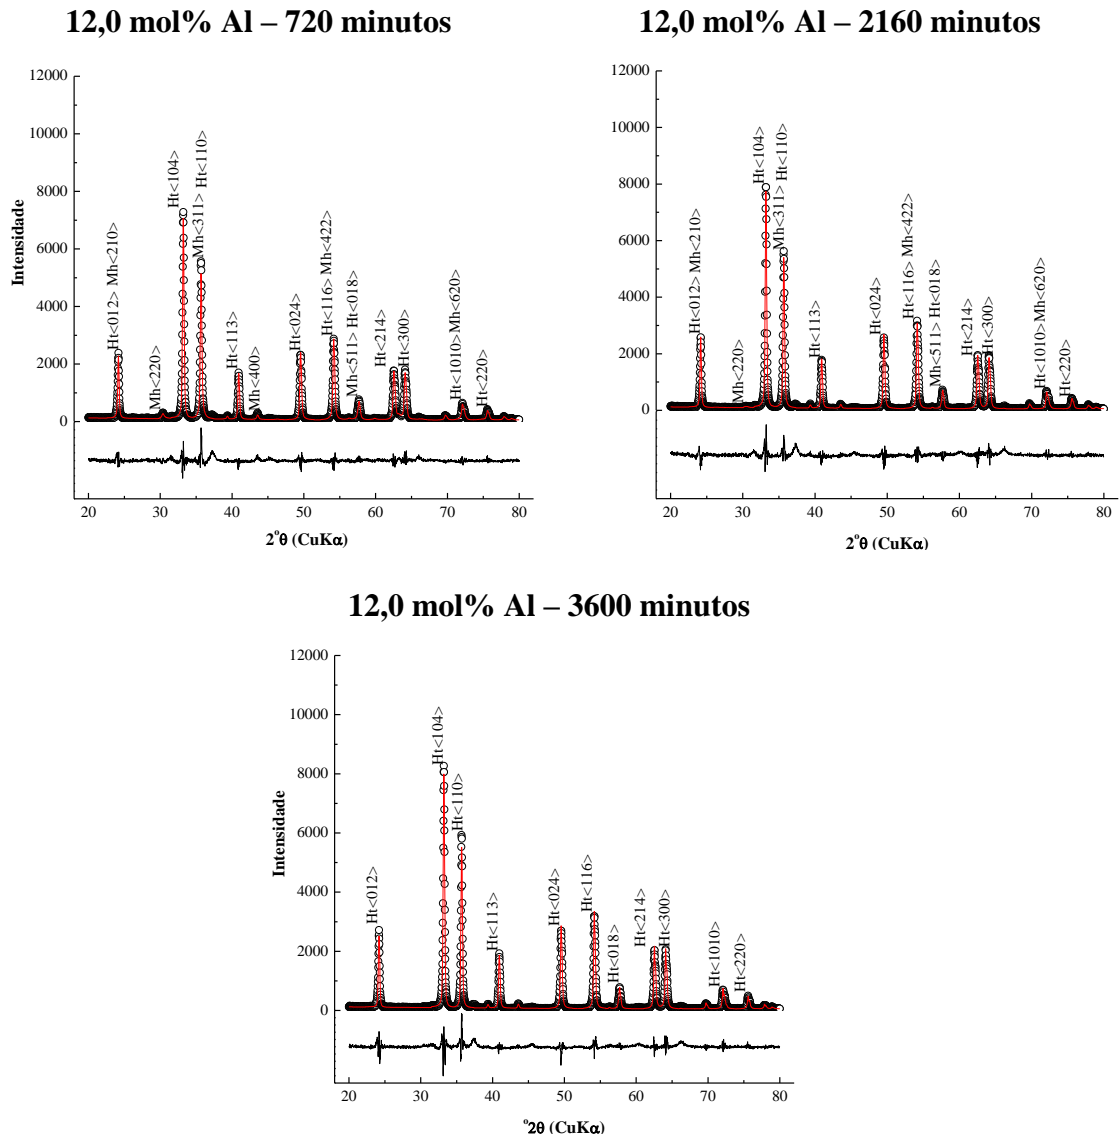 12,0 mol% Al – 720 minutos
12000
10000
8000
6000
4000
2000
0
Intensidade
Ht<012> Mh<210>
Mh<220>
Ht<104>
Mh<311> Ht<110>
Ht<113>
Mh<400>
Ht<024>
Ht<116> Mh<422>
Mh<511> Ht<018>
Ht<214>
Ht<300>
Ht<1010>Mh<620>
Ht<220>
20 30 40 50 60 70 80
2°θ (CuKα)
12,0 mol% Al – 2160 minutos
12000
10000
8000
6000
4000
2000
0
Ht<012> Mh<210>
Mh<220>
Ht<104>
Mh<311> Ht<110>
Ht<113>
Ht<024>
Ht<116> Mh<422>
Mh<511> Ht<018>
Ht<214>
Ht<300>
Ht<1010>Mh<620>
Ht<220>
20 30 40 50 60 70 80
2°θ (CuKα)
12,0 mol% Al – 3600 minutos
12000
10000
8000
6000
4000
2000
0
Intensidade
Ht<012>
Ht<104>
Ht<110>
Ht<113>
Ht<024>
Ht<116>
Ht<018>
Ht<214>
Ht<300>
Ht<1010>
Ht<220>
20 30 40 50 60 70 80
°2θ (CuKα)